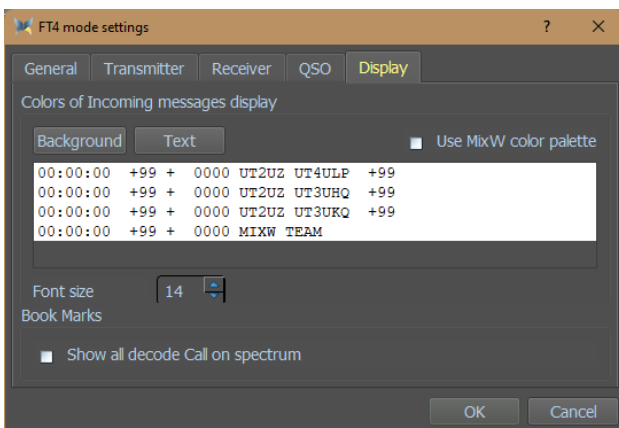 FT4 mode settings ? ×
General Transmitter Receiver QSO Display
Colors of Incoming messages display
Background Text Use MixW color palette
00:00:00 +99 + 0000 UT2UZ UT4ULP +99
00:00:00 +99 + 0000 UT2UZ UT3UHQ +99
00:00:00 +99 + 0000 UT2UZ UT3UKQ +99
00:00:00 +99 + 0000 MIXW TEAM
Font size 14
Book Marks
Show all decode Call on spectrum
OK Cancel